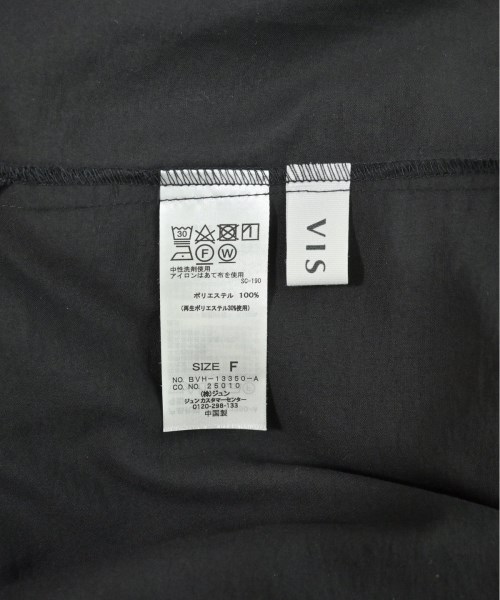 30
F W
中性洗剤使用
アイロンはあて布を使用
SC-190
ポリエステル 100%
(再生ポリエステル30%使用)
SIZE F
NO. BVH-13350-A
CO. NO. 25010
(株)ジュン
ジュンカスタマーセンター
0120-298-133
中国製
VIS